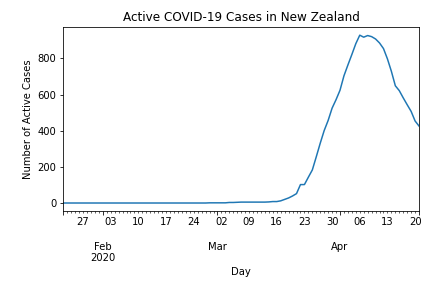 Active COVID-19 Cases in New Zealand
Number of Active Cases
800
600
400
200
0
27 03 10 17 24 02 09 16 23 30 06 13 20
Feb Mar Apr
2020
Day